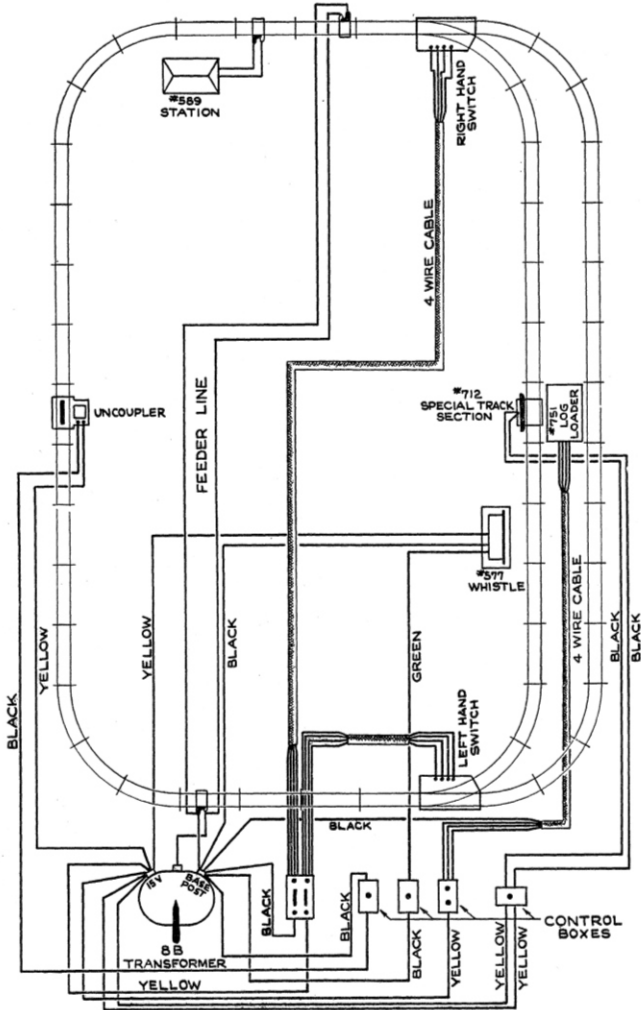 #589
STATION
RIGHT HAND
SWITCH
4 WIRE CABLE
UNCOUPLER
FEEDER LINE
#712
SPECIAL TRACK
SECTION
#751
LOG
LOADER
#577
WHISTLE
4 WIRE CABLE
BLACK
BLACK
YELLOW
BLACK
YELLOW
BLACK
GREEN
LEFT HAND
SWITCH
BLACK
15V
BASE
POST
8B
TRANSFORMER
YELLOW
BLACK
BLACK
BLACK
YELLOW
YELLOW
YELLOW
CONTROL
BOXES